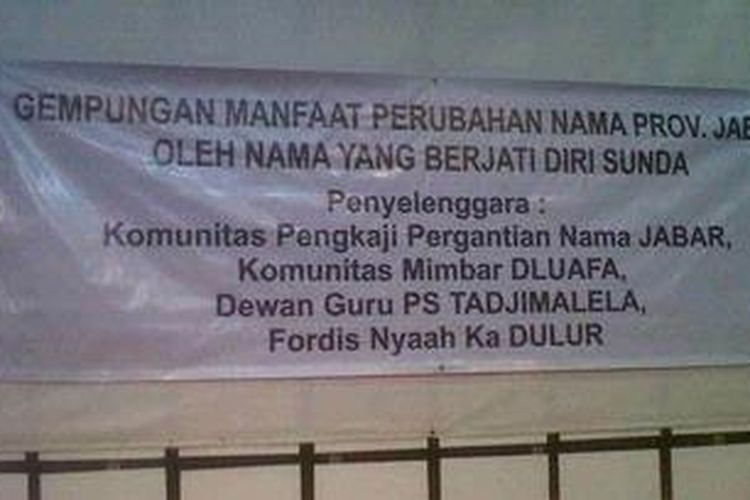 GEMPUNGAN MANFAAT PERUBAHAN NAMA PROV.
OLEH NAMA YANG BERJATI DIRI SUNDA
Penyelenggara :
Komunitas Pengkaji Pergantian Nama JABAR,
Komunitas Mimbar DLUAFA,
Dewan Guru PS TADJIMALELA,
Fordis Nyaah Ka DULUR